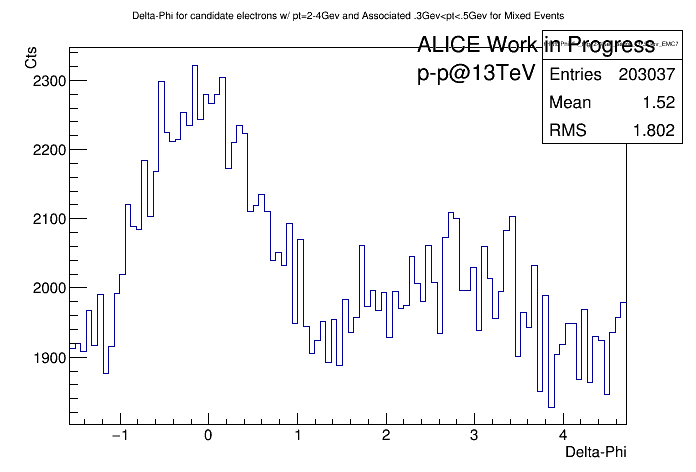 Delta-Phi for candidate electrons w/ pt=2-4Gev and Associated .3Gev<pt<.5Gev for Mixed Events
Cts
ALICE Work in Progress
p-p@13TeV
Entries 203037
Mean 1.52
RMS 1.802
2300
2200
2100
2000
1900
−1 0 1 2 3 4
Delta-Phi